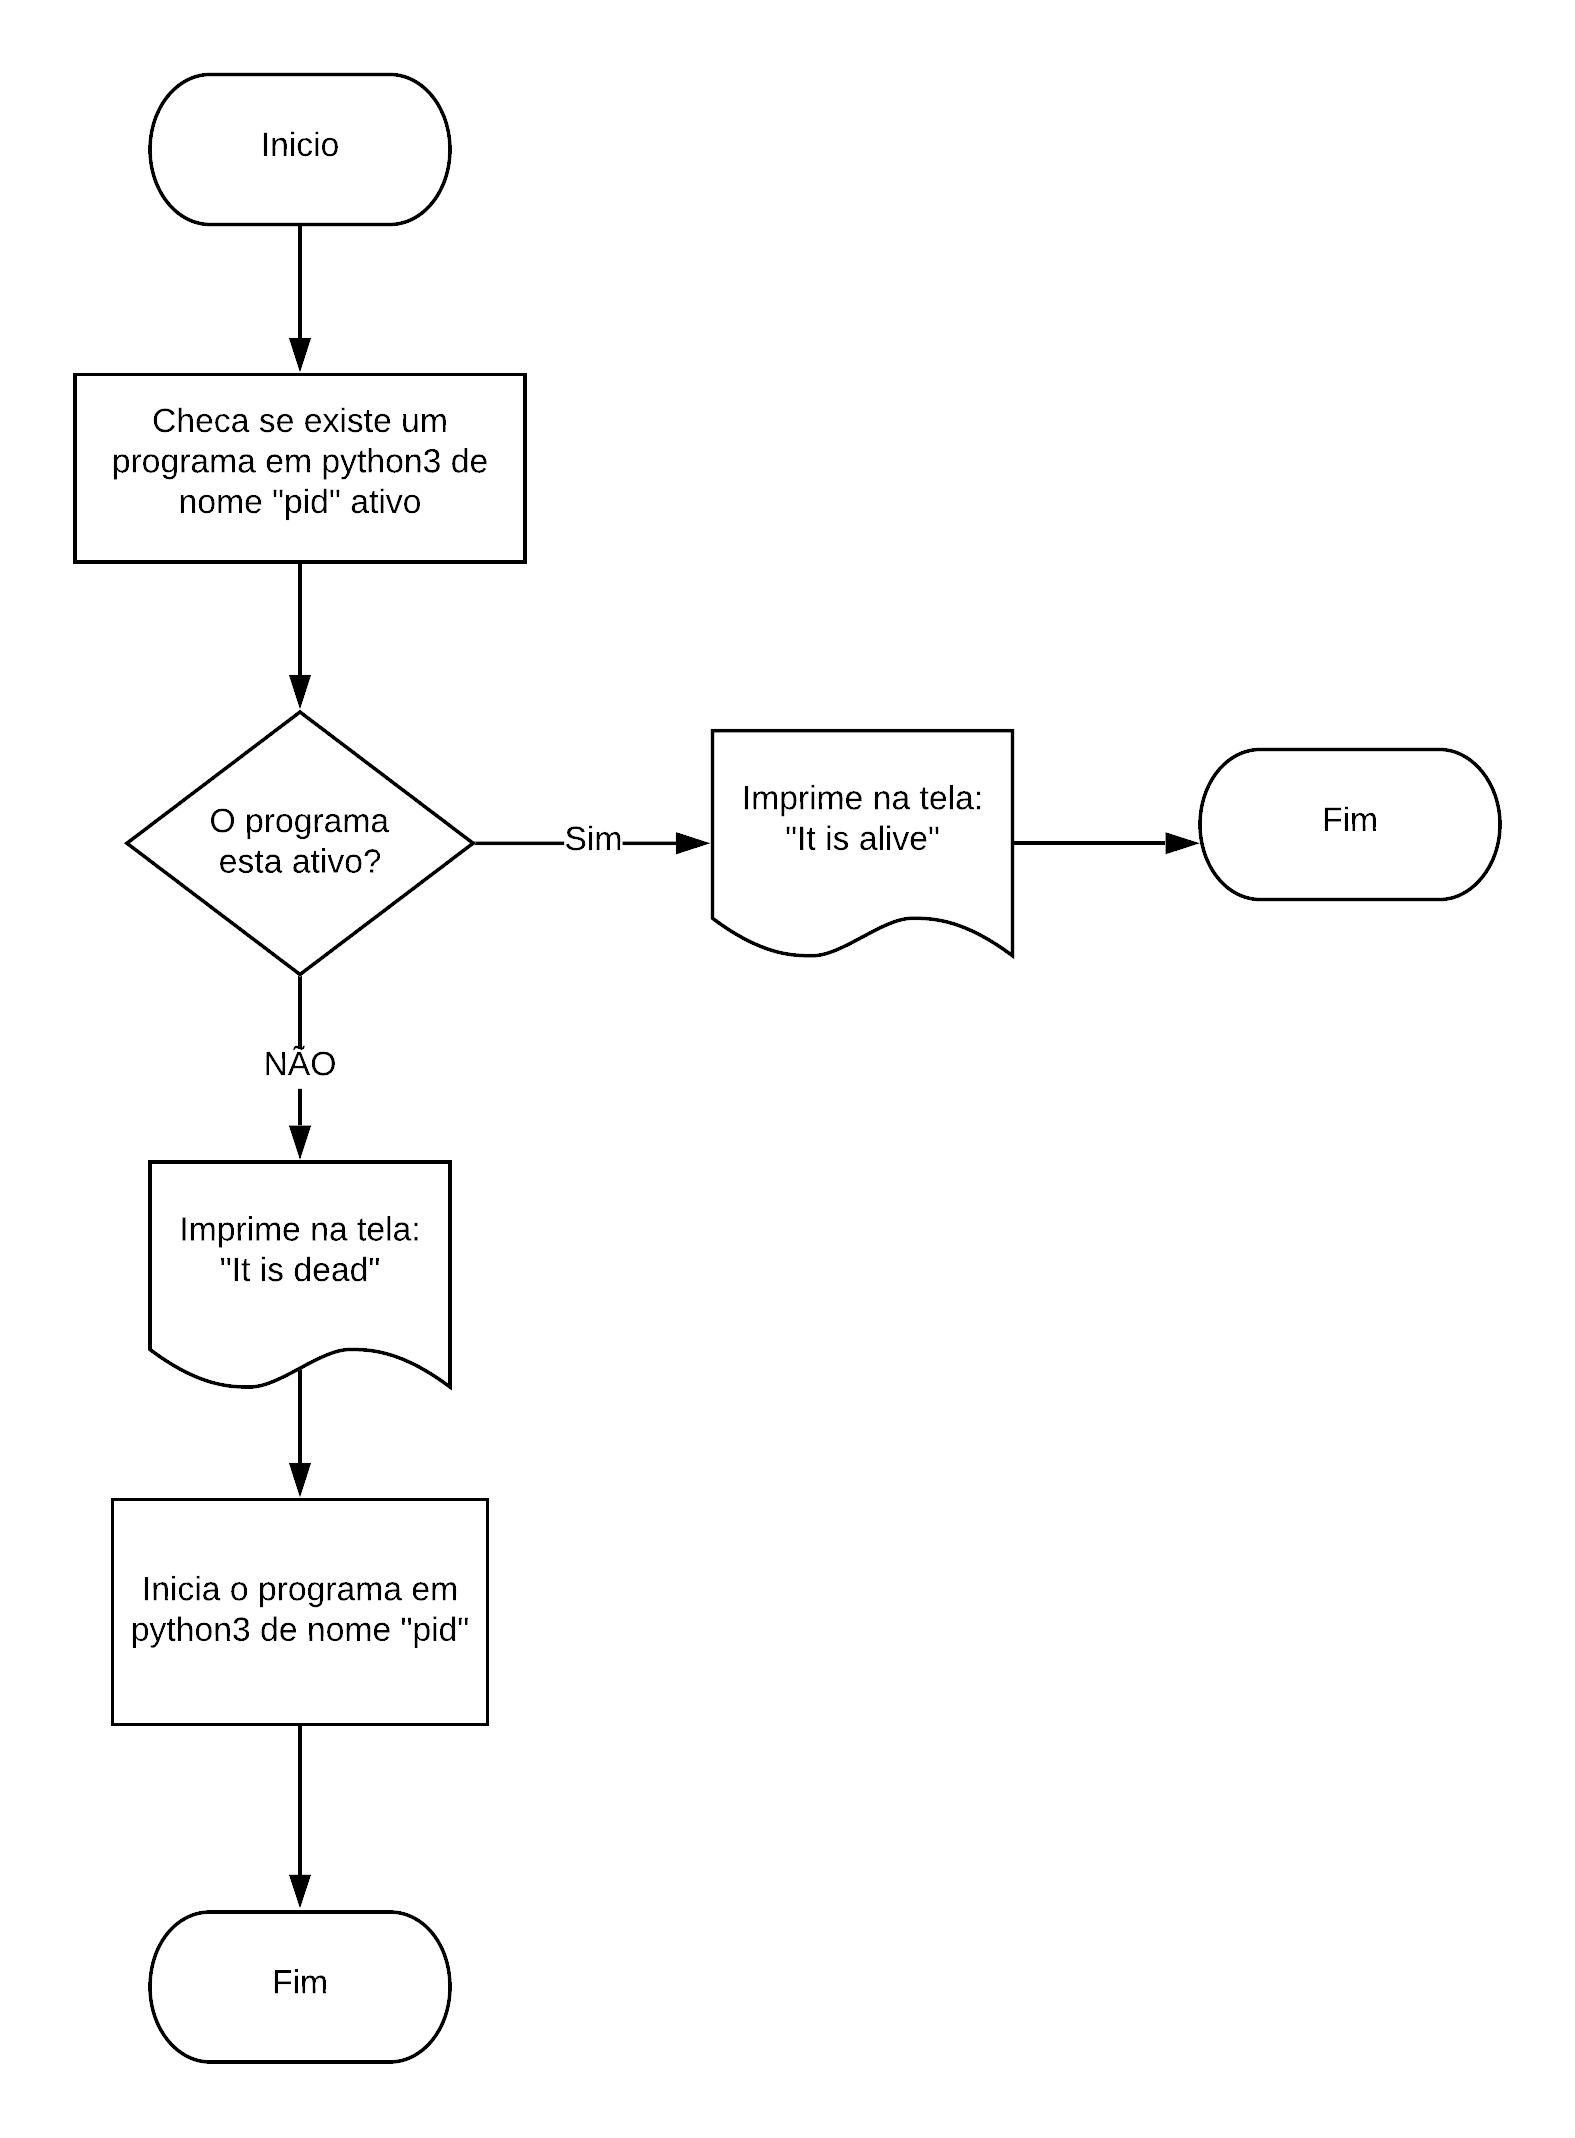 Inicio
Checa se existe um
programa em python3 de
nome "pid" ativo
O programa
esta ativo?
Sim
Imprime na tela:
"It is alive"
Fim
NÃO
Imprime na tela:
"It is dead"
Inicia o programa em
python3 de nome "pid"
Fim